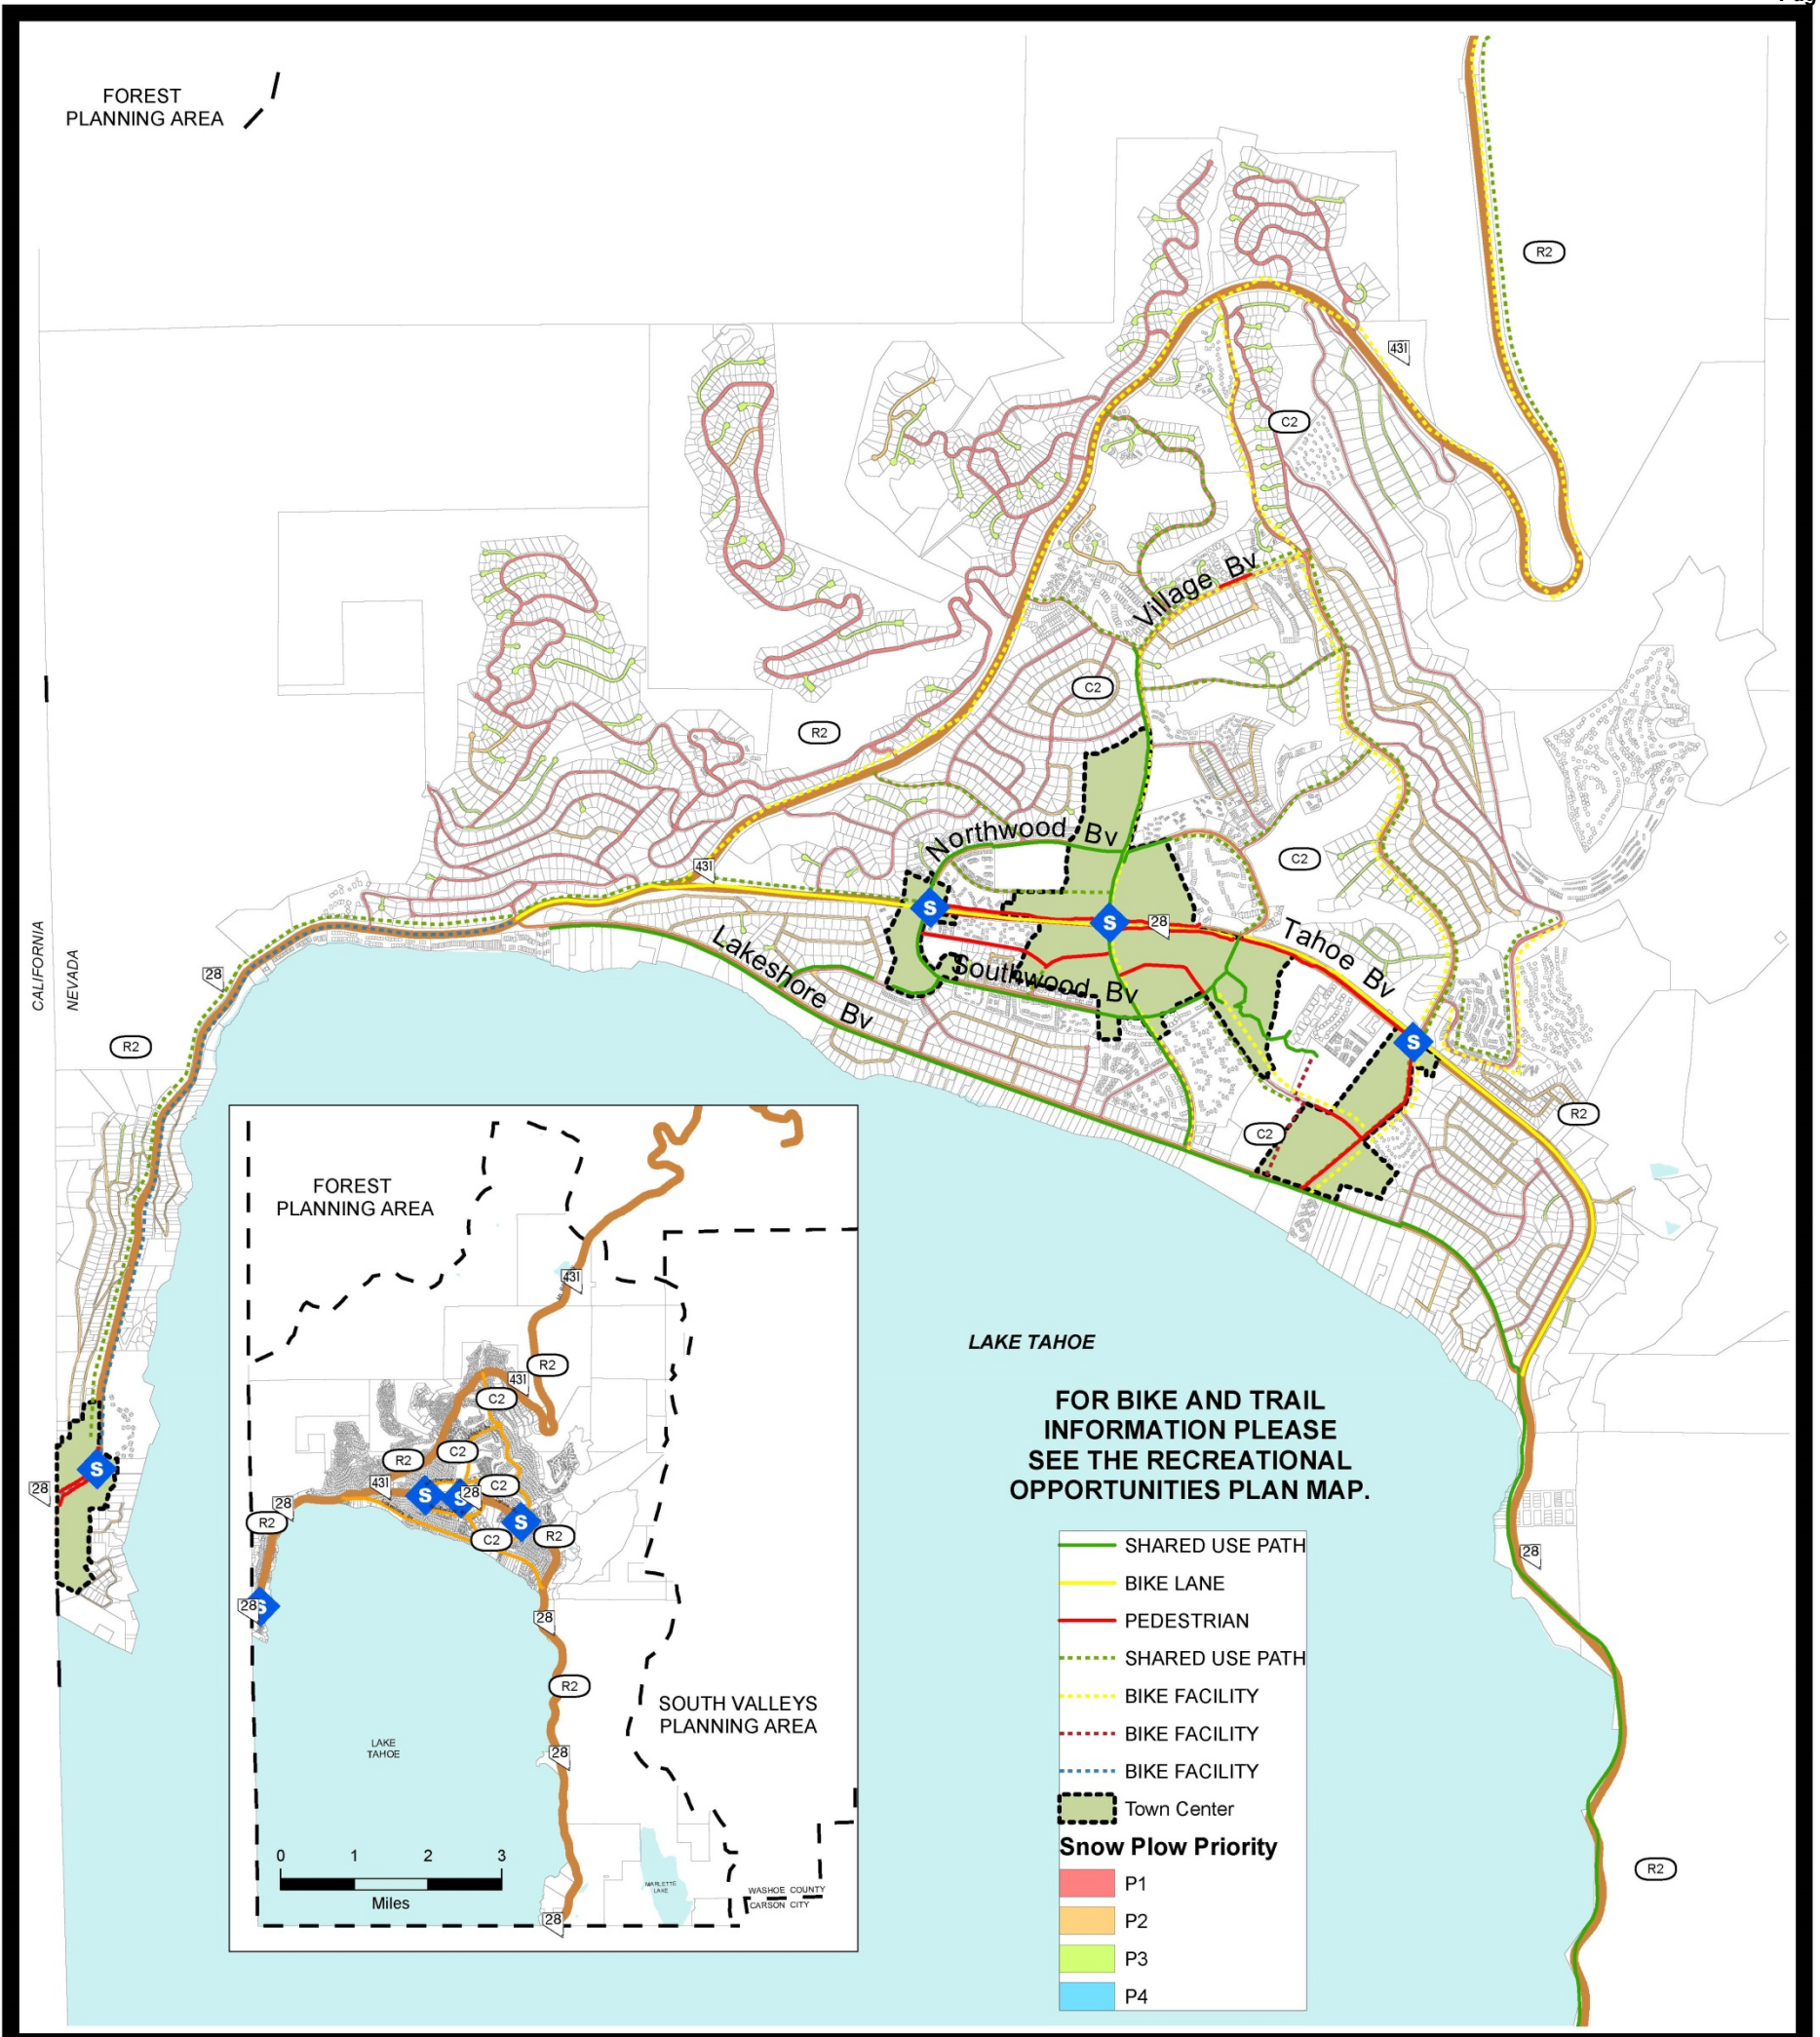 FOREST
PLANNING AREA
R2
431
C2
Village Bv
C2
R2
Northwood Bv
431
C2
S
S
28
Tahoe Bv
Lakeshore Bv
Southwood Bv
CALIFORNIA
NEVADA
28
R2
S
R2
C2
FOREST
PLANNING AREA
431
R2
431
C2
C2
R2
431
C2
S
S
28
28
R2
S
C2
R2
28
S
28
R2
SOUTH VALLEYS
PLANNING AREA
LAKE
TAHOE
28
0 1 2 3
Miles
MARLETTE
LAKE
WASHOE COUNTY
CARSON CITY
28
S
28
LAKE TAHOE
FOR BIKE AND TRAIL
INFORMATION PLEASE
SEE THE RECREATIONAL
OPPORTUNITIES PLAN MAP.
28
R2
SHARED USE PATH
BIKE LANE
PEDESTRIAN
SHARED USE PATH
BIKE FACILITY
BIKE FACILITY
BIKE FACILITY
Town Center
Snow Plow Priority
P1
P2
P3
P4